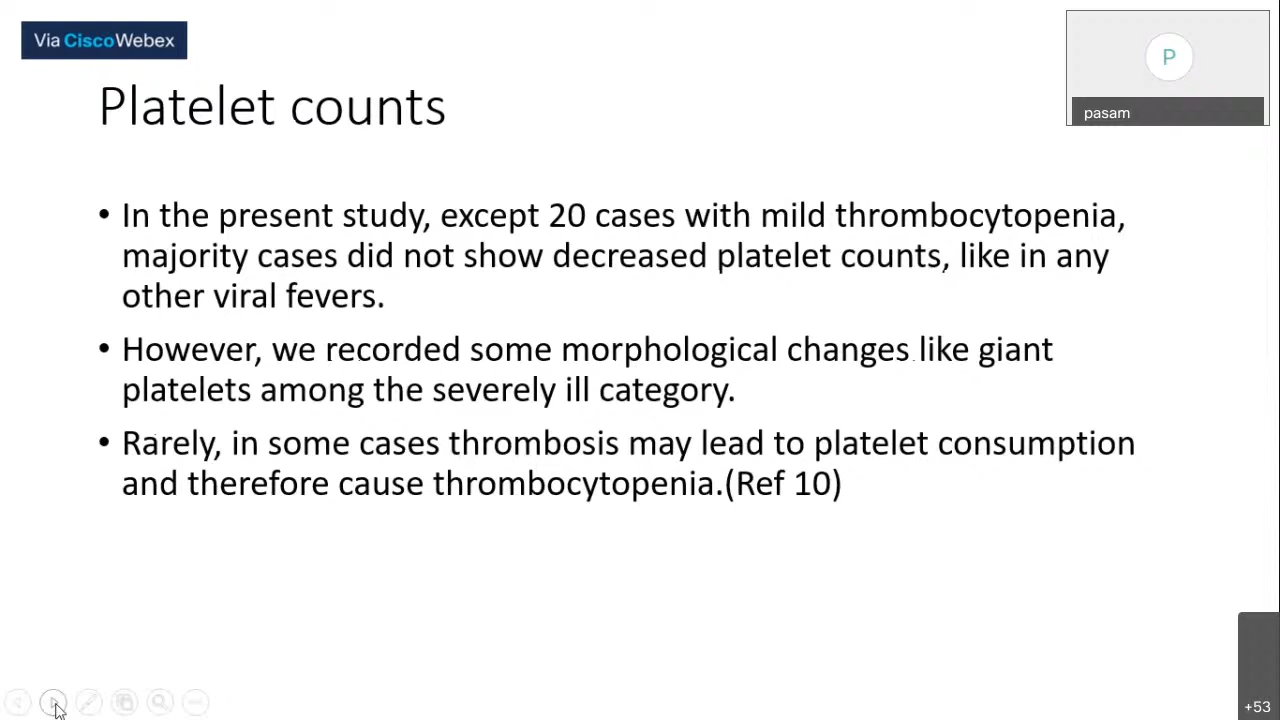 Via Cisco Webex
P
pasam
Platelet counts
• In the present study, except 20 cases with mild thrombocytopenia,
majority cases did not show decreased platelet counts, like in any
other viral fevers.
• However, we recorded some morphological changes like giant
platelets among the severely ill category.
• Rarely, in some cases thrombosis may lead to platelet consumption
and therefore cause thrombocytopenia.(Ref 10)
+53